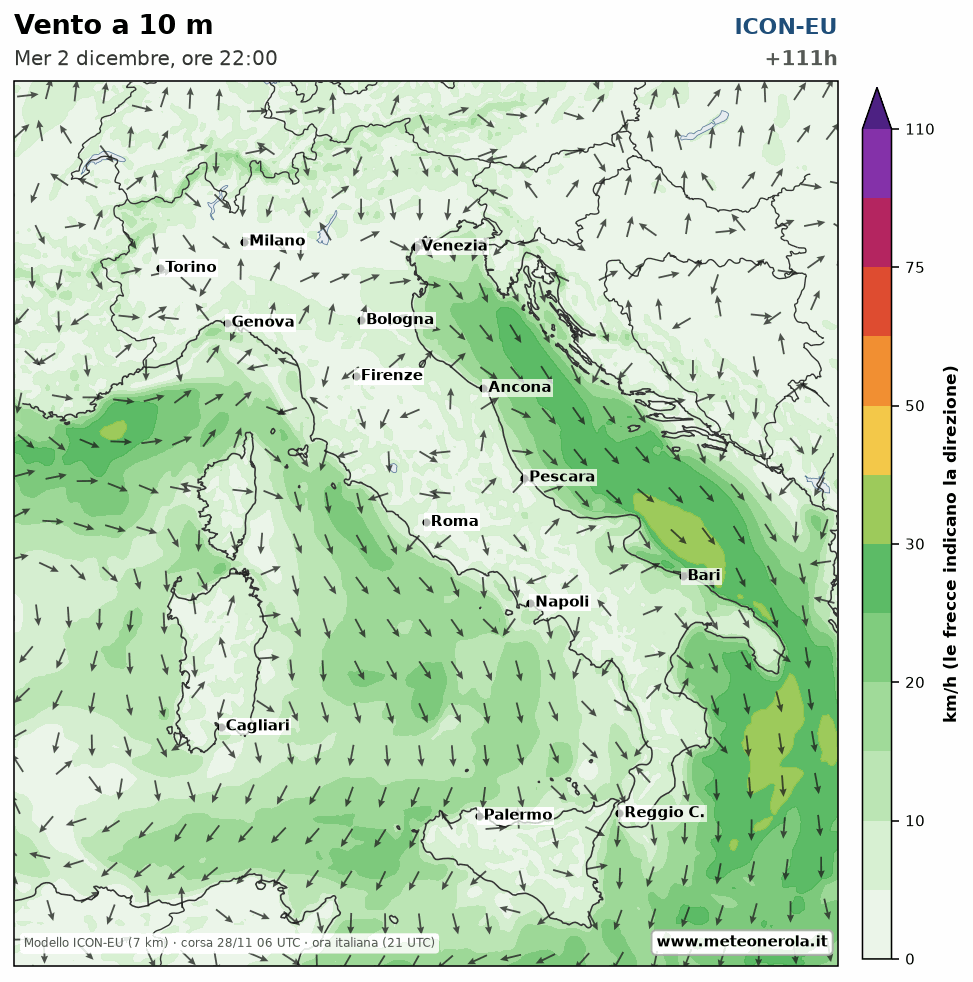 Vento a 10 m
ICON-EU
Mer 2 dicembre, ore 22:00
+111h
110
75
50
30
20
10
0
km/h (le frecce indicano la direzione)
Milano
Venezia
Torino
Bologna
Genova
Firenze
Ancona
Pescara
Roma
Bari
Napoli
Cagliari
Palermo
Reggio C.
Modello ICON-EU (7 km) · corsa 28/11 06 UTC · ora italiana (21 UTC)
www.meteonerola.it